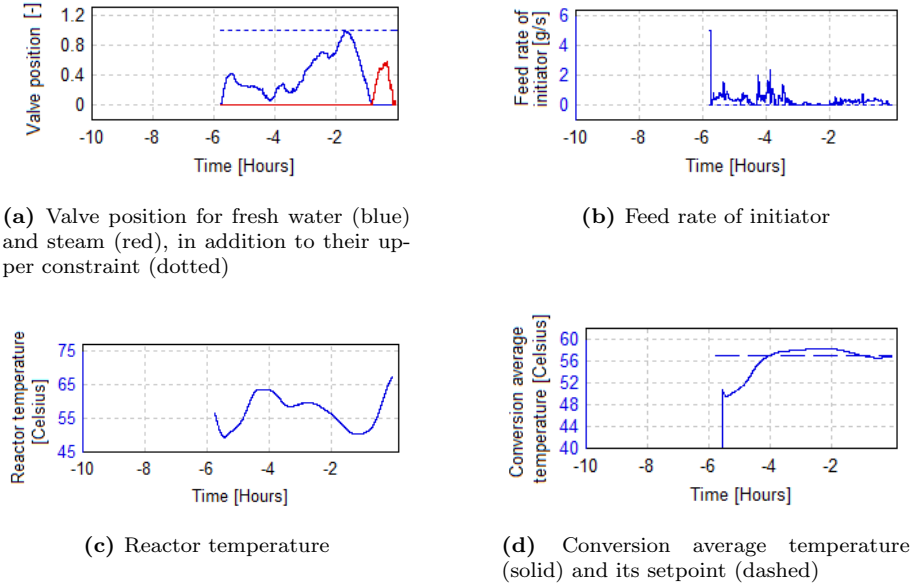 Valve position [-]
1.2
0.8
0.4
0
-10
-8
-6
-4
-2
Time [Hours]
(a) Valve position for fresh water (blue)
and steam (red), in addition to their up-
per constraint (dotted)
Feed rate of
initiator [g/s]
6
4
2
0
-10
-8
-6
-4
-2
Time [Hours]
(b) Feed rate of initiator
Reactor temperature
[Celsius]
75
65
55
45
-10
-8
-6
-4
-2
Time [Hours]
(c) Reactor temperature
Conversion average
temperature [Celsius]
60
56
52
48
44
40
-10
-8
-6
-4
-2
Time [Hours]
(d) Conversion average temperature
(solid) and its setpoint (dashed)